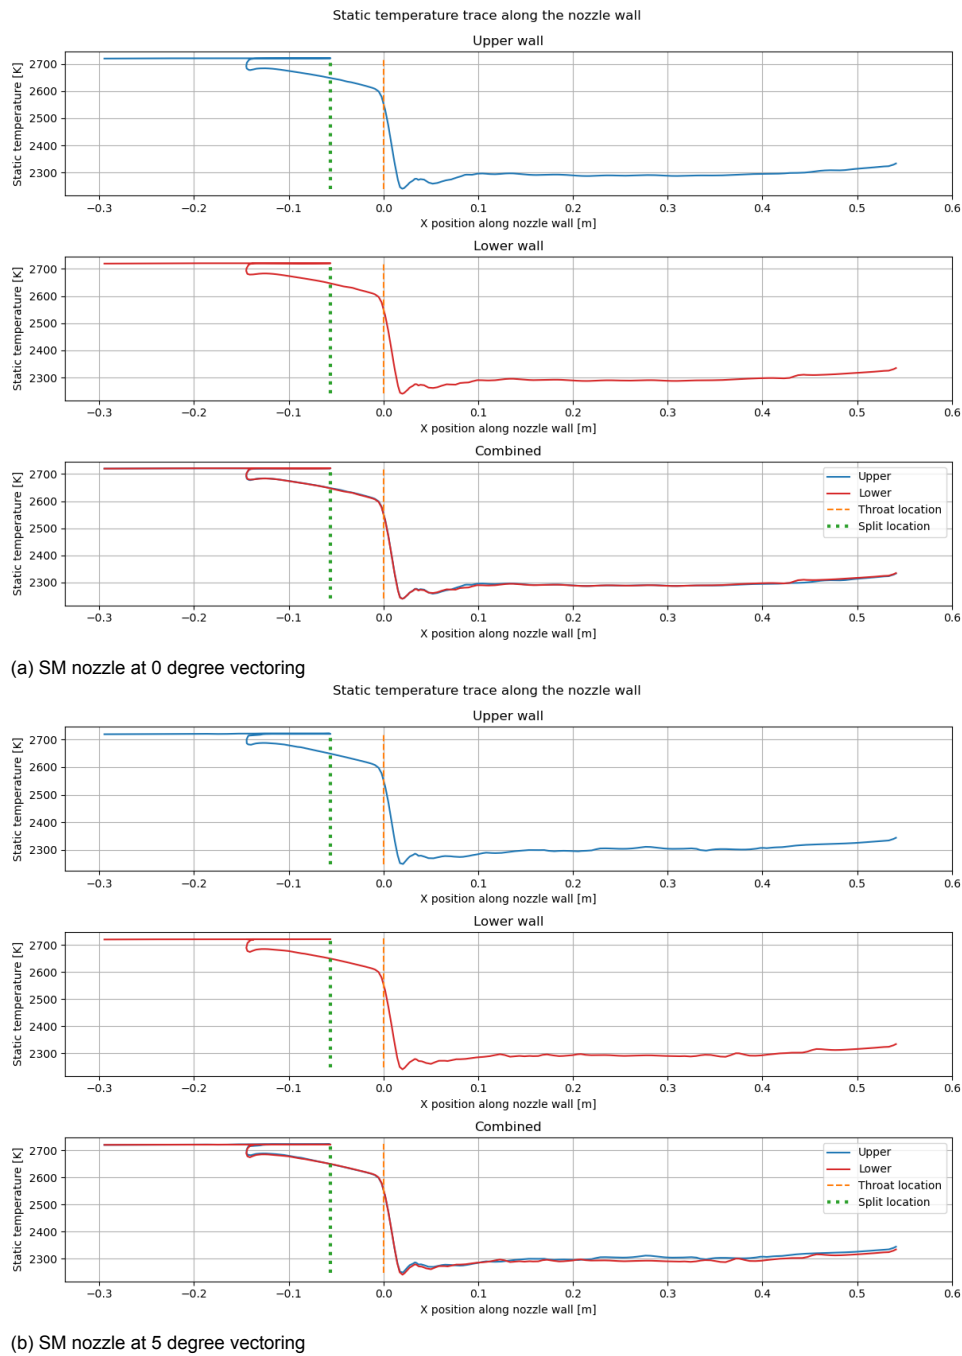 Static temperature trace along the nozzle wall
Upper wall
Static temperature [K]
2700
2600
2500
2400
2300
−0.3 −0.2 −0.1 0.0 0.1 0.2 0.3 0.4 0.5 0.6
X position along nozzle wall [m]
Lower wall
Static temperature [K]
2700
2600
2500
2400
2300
−0.3 −0.2 −0.1 0.0 0.1 0.2 0.3 0.4 0.5 0.6
X position along nozzle wall [m]
Combined
Static temperature [K]
2700
2600
2500
2400
2300
Upper
Lower
Throat location
Split location
−0.3 −0.2 −0.1 0.0 0.1 0.2 0.3 0.4 0.5 0.6
X position along nozzle wall [m]
(a) SM nozzle at 0 degree vectoring
Static temperature trace along the nozzle wall
Upper wall
Static temperature [K]
2700
2600
2500
2400
2300
−0.3 −0.2 −0.1 0.0 0.1 0.2 0.3 0.4 0.5 0.6
X position along nozzle wall [m]
Lower wall
Static temperature [K]
2700
2600
2500
2400
2300
−0.3 −0.2 −0.1 0.0 0.1 0.2 0.3 0.4 0.5 0.6
X position along nozzle wall [m]
Combined
Static temperature [K]
2700
2600
2500
2400
2300
Upper
Lower
Throat location
Split location
−0.3 −0.2 −0.1 0.0 0.1 0.2 0.3 0.4 0.5 0.6
X position along nozzle wall [m]
(b) SM nozzle at 5 degree vectoring